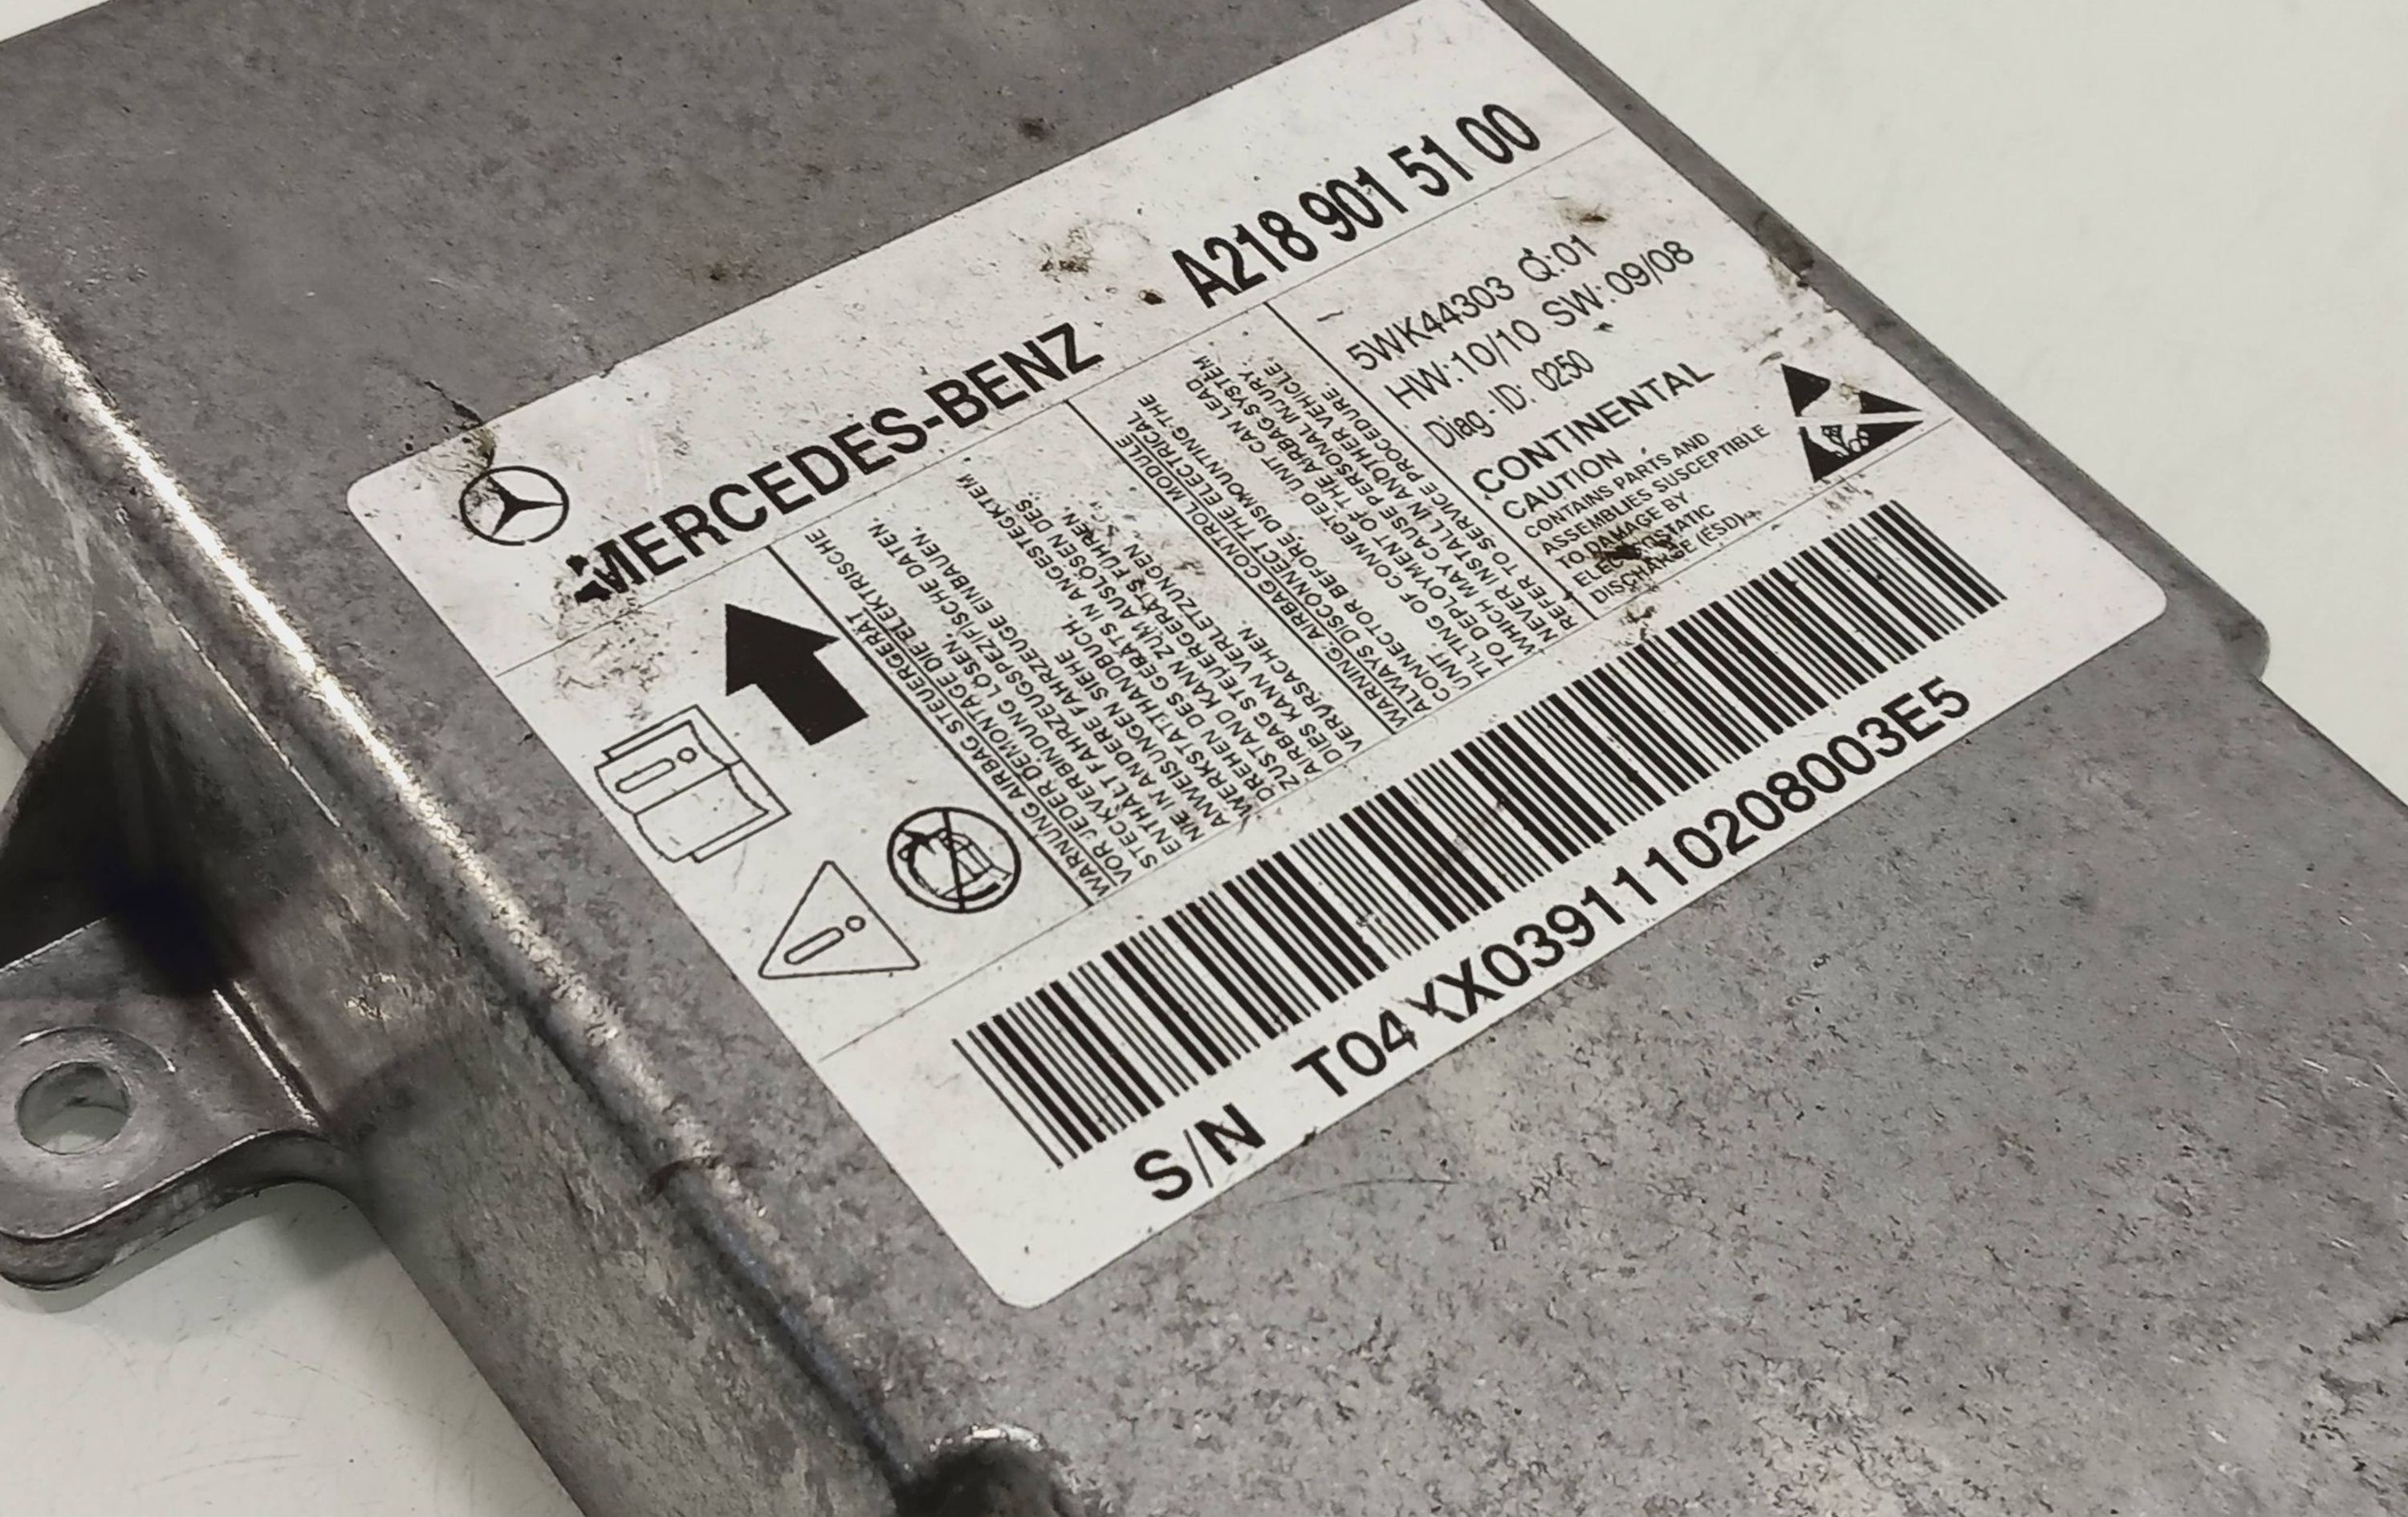 MERCEDES-BENZ A218 901 51 00
WARNUNG AIRBAG STEUERGERÄT
VOR JEDER DEMONTAGE DIE ELEKTRISCHE
STECKVERBINDUNG LÖSEN.
ENTHÄLT FAHRZEUGSPEZIFISCHE DATEN.
NIE IN ANDERE FAHRZEUGE EINBAUEN.
ANWEISUNGEN SIEHE
WERKSTATTHANDBUCH.
DREHEN DES GERÄTS IN ANGESTECKTEM
ZUSTAND KANN ZUM AUSLÖSEN DES
AIRBAG STEUERGERÄTS FÜHREN.
DIES KANN VERLETZUNGEN
VERURSACHEN.
WARNING: AIRBAG CONTROL MODULE
ALWAYS DISCONNECT THE ELECTRICAL
CONNECTOR BEFORE DISMOUNTING THE
UNIT
TILTING OF CONNECTED UNIT CAN LEAD
TO DEPLOYMENT OF THE AIRBAG-SYSTEM
WHICH MAY CAUSE PERSONAL INJURY.
NEVER INSTALL IN ANOTHER VEHICLE.
REFER TO SERVICE PROCEDURE.
5WK44303 Q:01
HW:10/10 SW:09/08
Diag - ID: 0250
CONTINENTAL
CAUTION
CONTAINS PARTS AND
ASSEMBLIES SUSCEPTIBLE
TO DAMAGE BY
ELECTROSTATIC
DISCHARGE (ESD)
S/N T04XX0391110208003E5